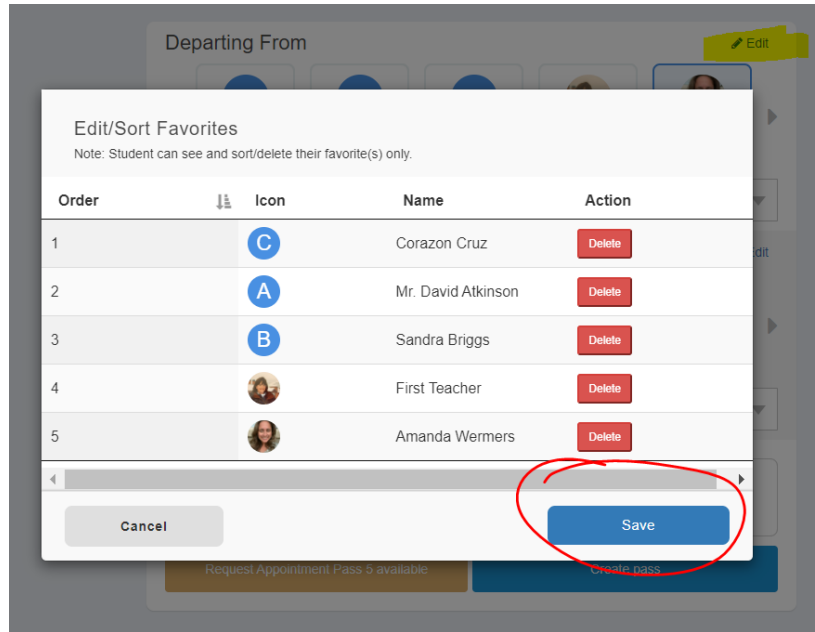 Departing From
Edit
Edit/Sort Favorites
Note: Student can see and sort/delete their favorite(s) only.
Order Icon Name Action
1 C Corazon Cruz Delete
2 A Mr. David Atkinson Delete
3 B Sandra Briggs Delete
4 First Teacher Delete
5 Amanda Wermers Delete
dit
Cancel Save
Request Appointment Pass 5 available Create pass